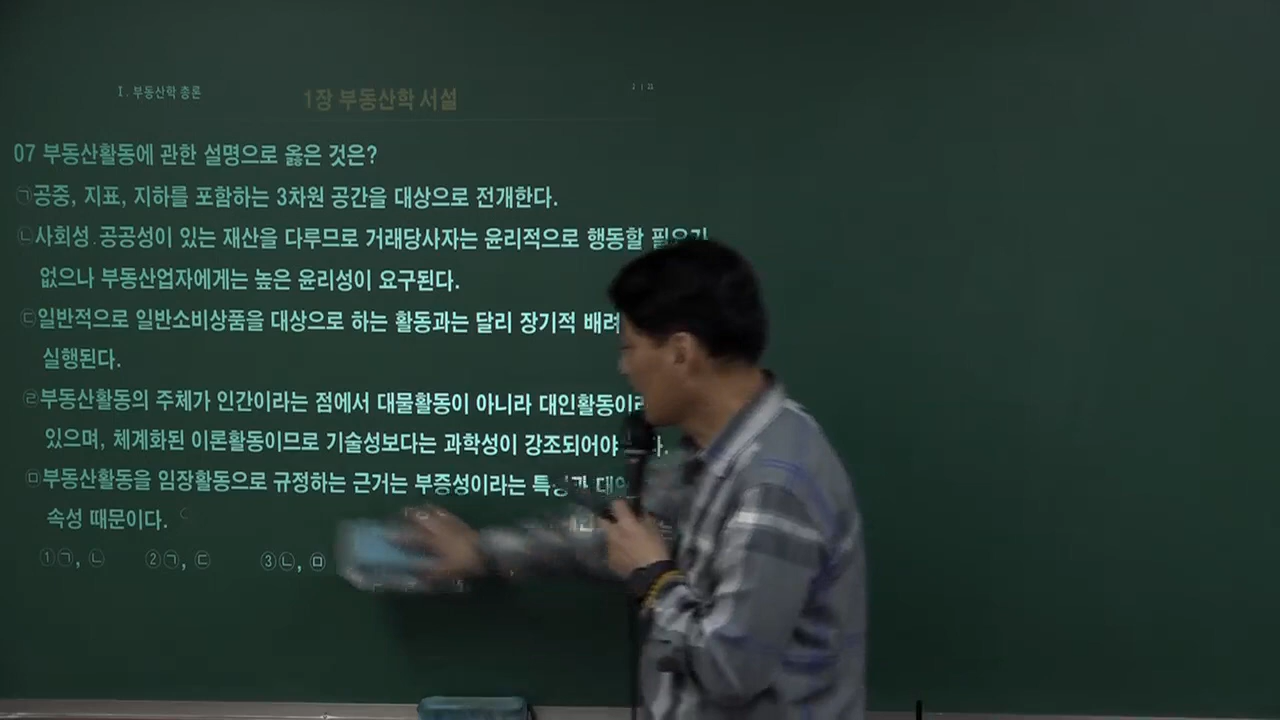 Ⅰ. 부동산학 총론
1장 부동산학 서설
07 부동산활동에 관한 설명으로 옳은 것은?
㉠공중, 지표, 지하를 포함하는 3차원 공간을 대상으로 전개한다.
㉡사회성·공공성이 있는 재산을 다루므로 거래당사자는 윤리적으로 행동할 필요가
없으나 부동산업자에게는 높은 윤리성이 요구된다.
㉢일반적으로 일반소비상품을 대상으로 하는 활동과는 달리 장기적 배려
실행된다.
㉣부동산활동의 주체가 인간이라는 점에서 대물활동이 아니라 대인활동이라
있으며, 체계화된 이론활동이므로 기술성보다는 과학성이 강조되어야 다.
㉤부동산활동을 임장활동으로 규정하는 근거는 부증성이라는 특성과
속성 때문이다.
①㉠, ㉡ ②㉠, ㉢ ③㉡, ㉤